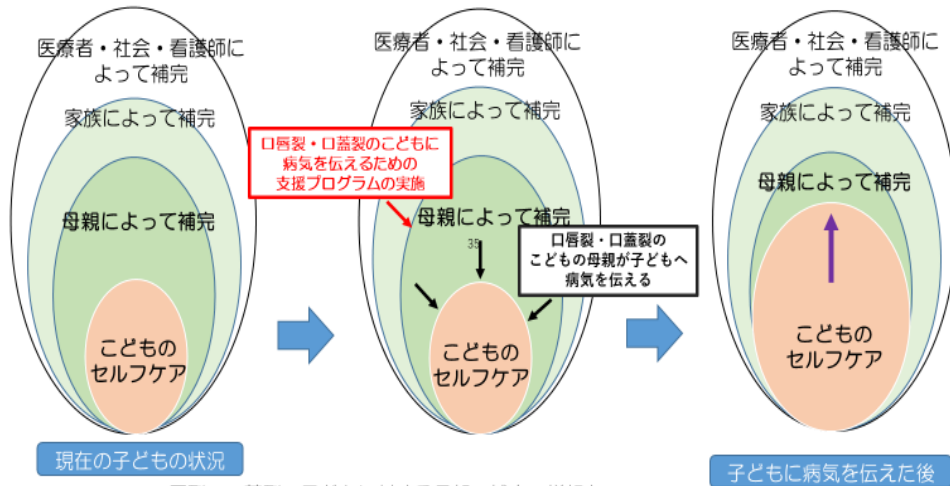 医療者・社会・看護師に
よって補完
家族によって補完
母親によって補完
こどもの
セルフケア
現在の子どもの状況
医療者・社会・看護師に
よって補完
家族によって補完
口唇裂・口蓋裂のこどもに
病気を伝えるための
支援プログラムの実施
母親によって補完
35
口唇裂・口蓋裂の
こどもの母親が子どもへ
病気を伝える
こどもの
セルフケア
医療者・社会・看護師に
よって補完
家族によって補完
母親によって補完
こどもの
セルフケア
子どもに病気を伝えた後